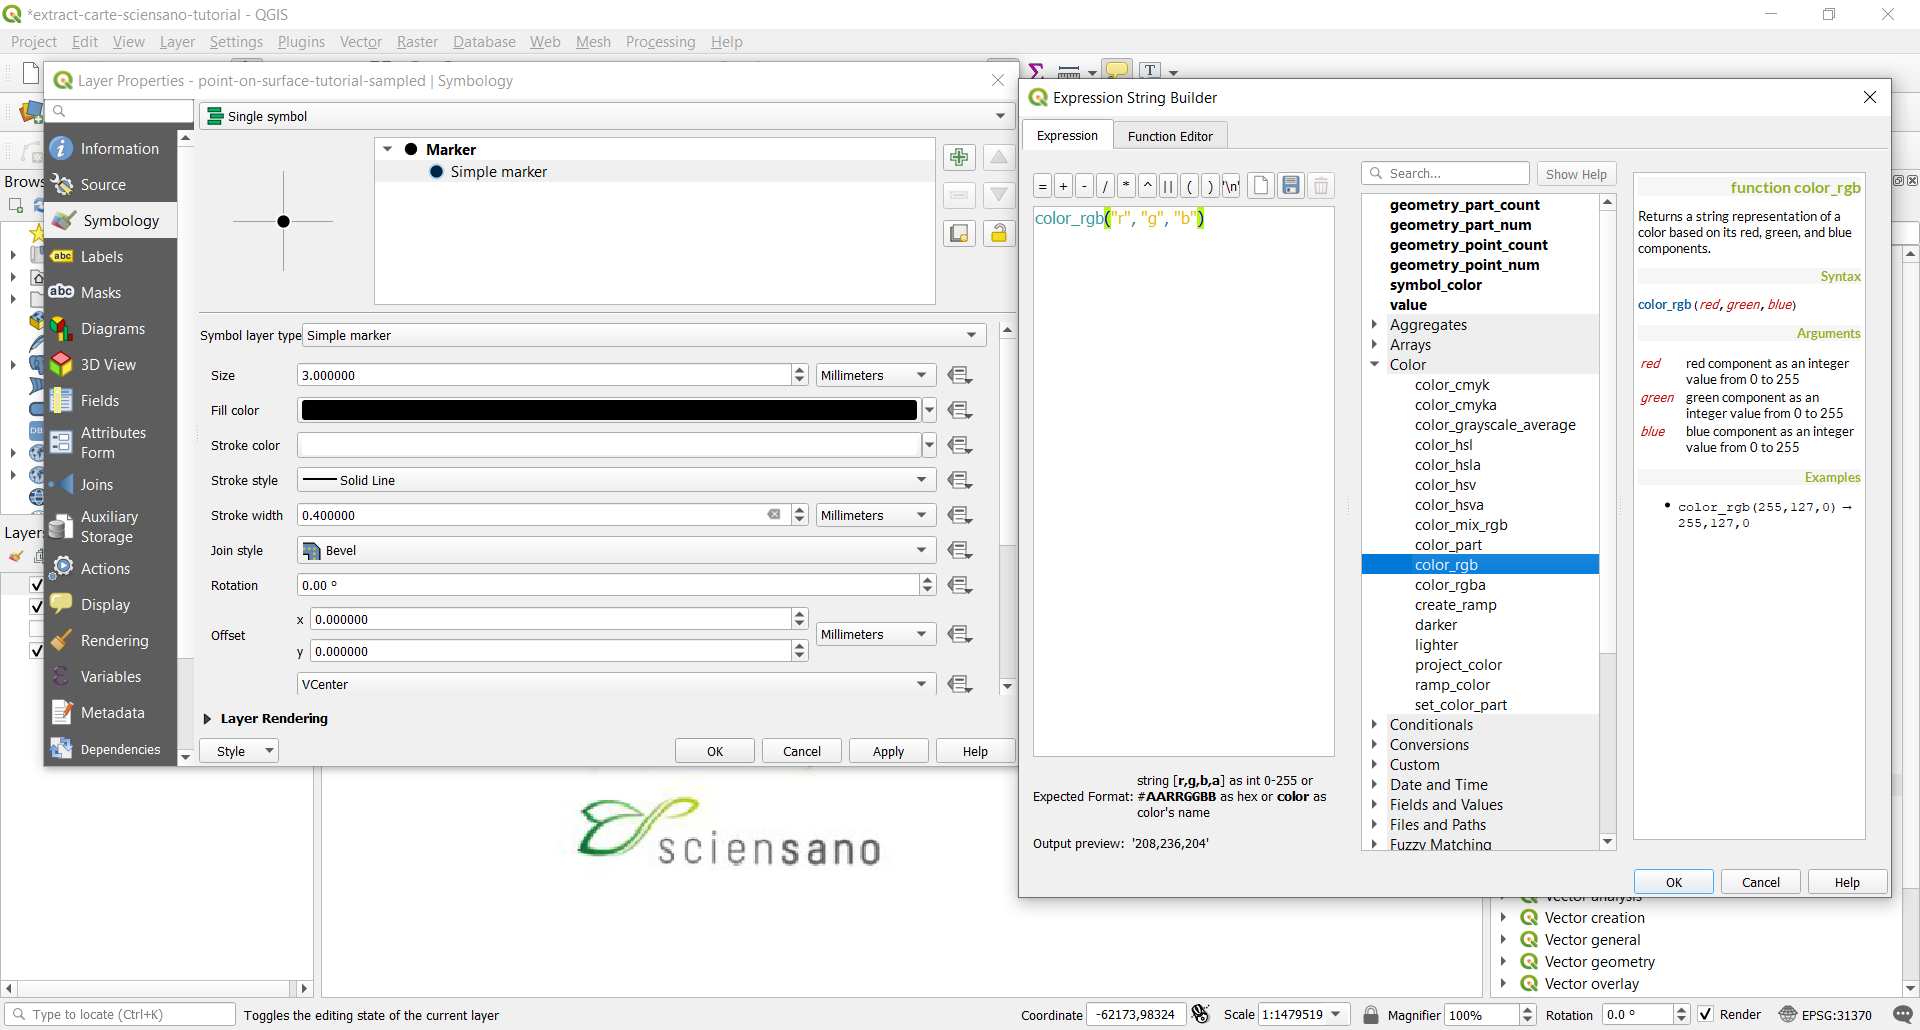 *extract-carte-sciensano-tutorial - QGIS
Project Edit View Layer Settings Plugins Vector Raster Database Web Mesh Processing Help
Layer Properties - point-on-surface-tutorial-sampled | Symbology
Information
Source
Symbology
Labels
Masks
Diagrams
3D View
Fields
Attributes
Form
Joins
Auxiliary
Storage
Actions
Display
Rendering
Variables
Metadata
Dependencies
Single symbol
Marker
Simple marker
Symbol layer type Simple marker
Size 3.000000 Millimeters
Fill color
Stroke color
Stroke style Solid Line
Stroke width 0.400000 Millimeters
Join style Bevel
Rotation 0.00 °
Offset x 0.000000 Millimeters
y 0.000000
VCenter
Layer Rendering
Style OK Cancel Apply Help
Brows
Layers
Expression String Builder
Expression Function Editor
= + - / * ^ || ( ) '\n'
color_rgb("r", "g", "b")
Expected Format: string [r,g,b,a] as int 0-255 or
#AARRGGBB as hex or color as
color's name
Output preview: '208,236,204'
Search... Show Help
geometry_part_count
geometry_part_num
geometry_point_count
geometry_point_num
symbol_color
value
Aggregates
Arrays
Color
color_cmyk
color_cmyka
color_grayscale_average
color_hsl
color_hsla
color_hsv
color_hsva
color_mix_rgb
color_part
color_rgb
color_rgba
create_ramp
darker
lighter
project_color
ramp_color
set_color_part
Conditionals
Conversions
Custom
Date and Time
Fields and Values
Files and Paths
Fuzzy Matching
function color_rgb
Returns a string representation of a
color based on its red, green, and blue
components.
Syntax
color_rgb(red, green, blue)
Arguments
red red component as an integer
value from 0 to 255
green green component as an
integer value from 0 to 255
blue blue component as an integer
value from 0 to 255
Examples
• color_rgb(255,127,0) →
255,127,0
OK Cancel Help
sciensano
Vector analysis
Vector creation
Vector general
Vector geometry
Vector overlay
Type to locate (Ctrl+K) Toggles the editing state of the current layer Coordinate -62173,98324 Scale 1:1479519 Magnifier 100% Rotation 0.0 ° Render EPSG:31370